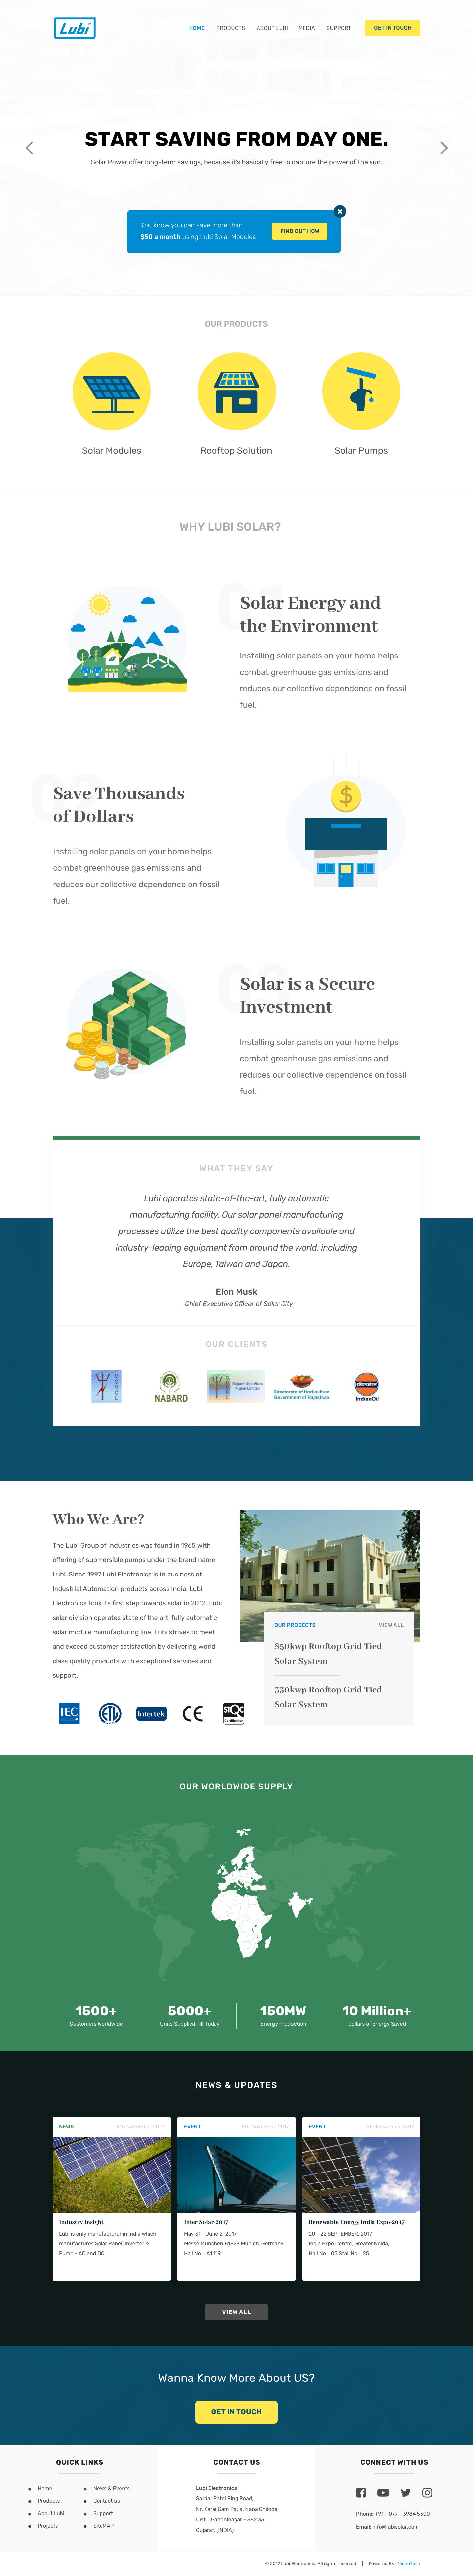 Lubi
HOME PRODUCTS ABOUT LUBI MEDIA SUPPORT GET IN TOUCH
START SAVING FROM DAY ONE.
Solar Power offer long-term savings, because it's basically free to capture the power of the sun.
You know you can save more than
$50 a month using Lubi Solar Modules
FIND OUT HOW
OUR PRODUCTS
Solar Modules
Rooftop Solution
Solar Pumps
WHY LUBI SOLAR?
01
Solar Energy and
the Environment
Installing solar panels on your home helps
combat greenhouse gas emissions and
reduces our collective dependence on fossil
fuel.
02
Save Thousands
of Dollars
Installing solar panels on your home helps
combat greenhouse gas emissions and
reduces our collective dependence on fossil
fuel.
$
03
Solar is a Secure
Investment
Installing solar panels on your home helps
combat greenhouse gas emissions and
reduces our collective dependence on fossil
fuel.
WHAT THEY SAY
Lubi operates state-of-the-art, fully automatic
manufacturing facility. Our solar panel manufacturing
processes utilize the best quality components available and
industry-leading equipment from around the world, including
Europe, Taiwan and Japan.
Elon Musk
- Chief Executive Officer of Solar City
OUR CLIENTS
MGVCL
NABARD
Gujarat Urja Vikas
Nigam Limited
Directorate of Horticulture
Government of Rajasthan
इंडियनऑयल
IndianOil
Who We Are?
The Lubi Group of Industries was found in 1965 with
offering of submersible pumps under the brand name
Lubi. Since 1997 Lubi Electronics is in business of
Industrial Automation products across India. Lubi
Electronics took its first step towards solar in 2012. Lubi
solar division operates state of the art, fully automatic
solar module manufacturing line. Lubi strives to meet
and exceed customer satisfaction by delivering world
class quality products with exceptional services and
support.
IEC
ETL
Intertek
CE
STQC
Certification
OUR PROJECTS VIEW ALL
850kwp Rooftop Grid Tied
Solar System
330kwp Rooftop Grid Tied
Solar System
OUR WORLDWIDE SUPPLY
1500+
Customers Worldwide
5000+
Units Supplied Till Today
150MW
Energy Production
10 Million+
Dollars of Energy Saved
NEWS & UPDATES
NEWS 5th November 2017
Industry Insight
Lubi is only manufacturer in India which
manufactures Solar Panel, Inverter &
Pump - AC and DC
EVENT 5th November 2017
Inter Solar 2017
May 31 - June 2, 2017
Messe München 81823 Munich, Germany
Hall No. : A1.119
EVENT 5th November 2017
Renewable Energy India Expo 2017
20 - 22 SEPTEMBER, 2017
India Expo Centre, Greater Noida,
Hall No. : 05 Stall No. : 25
VIEW ALL
Wanna Know More About US?
GET IN TOUCH
QUICK LINKS
Home
Products
About Lubi
Projects
News & Events
Contact us
Support
SiteMAP
CONTACT US
Lubi Electronics
Sardar Patel Ring Road,
Nr. Karai Gam Patia, Nana Chiloda,
Dist. : Gandhinagar - 382 330
Gujarat. (INDIA)
CONNECT WITH US
Phone: +91 - 079 - 3984 5300
Email: info@lubisolar.com
© 2017 Lubi Electronics. All rights reserved | Powered By : NicheTech